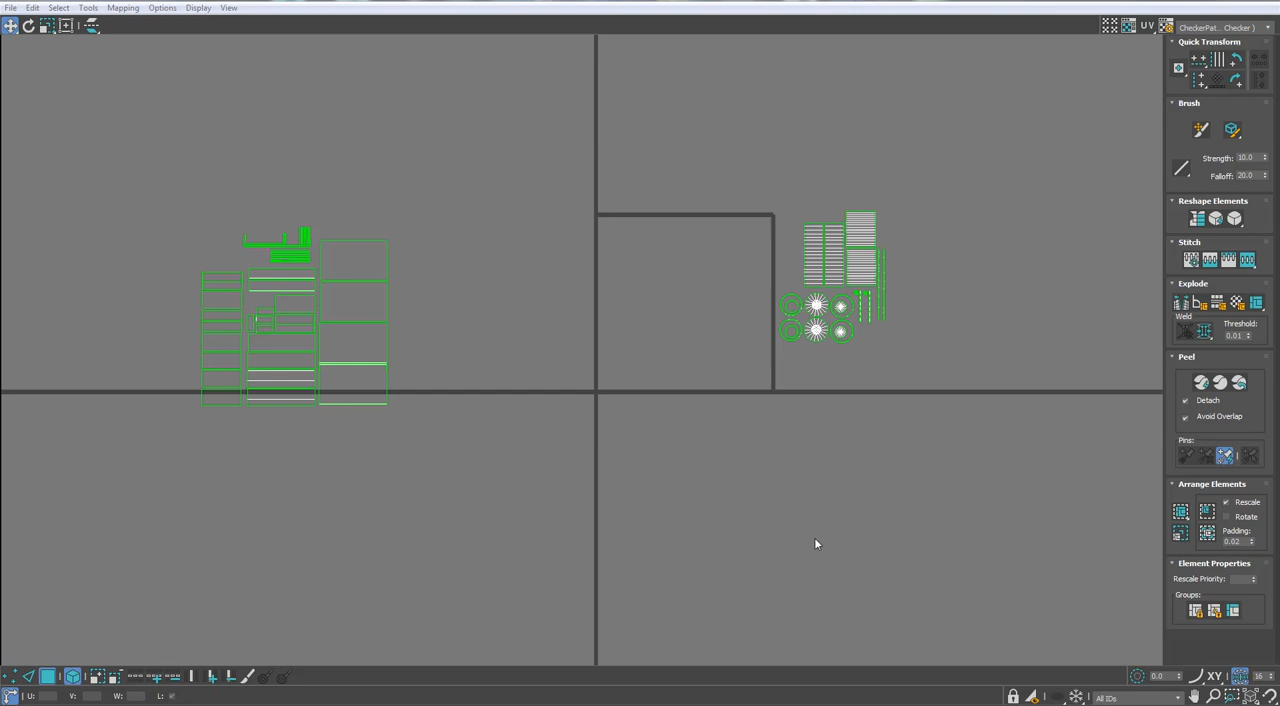 File Edit Select Tools Mapping Options Display View
UV CheckerPat... Checker )
Quick Transform
Brush
Strength: 10.0
Falloff: 20.0
Reshape Elements
Stitch
Explode
Weld Threshold:
0.01
Peel
Detach
Avoid Overlap
Pins:
Arrange Elements
Rescale
Rotate
Padding:
0.02
Element Properties
Rescale Priority:
Groups:
0.0 XY 16
U: V: W: L: All IDs